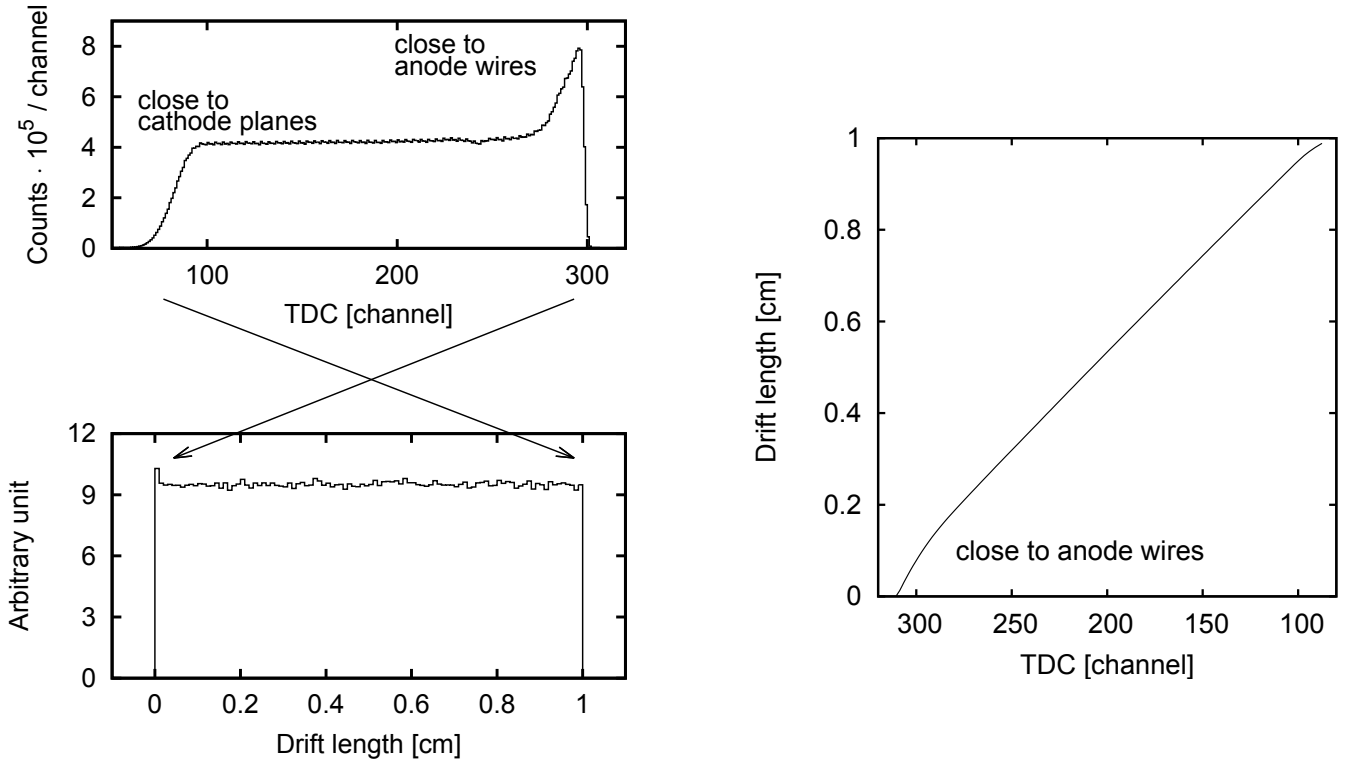 Counts · 10⁵ / channel
8
6
4
2
0
close to
anode wires
close to
cathode planes
100 200 300
TDC [channel]
Arbitrary unit
12
9
6
3
0
0 0.2 0.4 0.6 0.8 1
Drift length [cm]
Drift length [cm]
1
0.8
0.6
0.4
0.2
0
close to anode wires
300 250 200 150 100
TDC [channel]